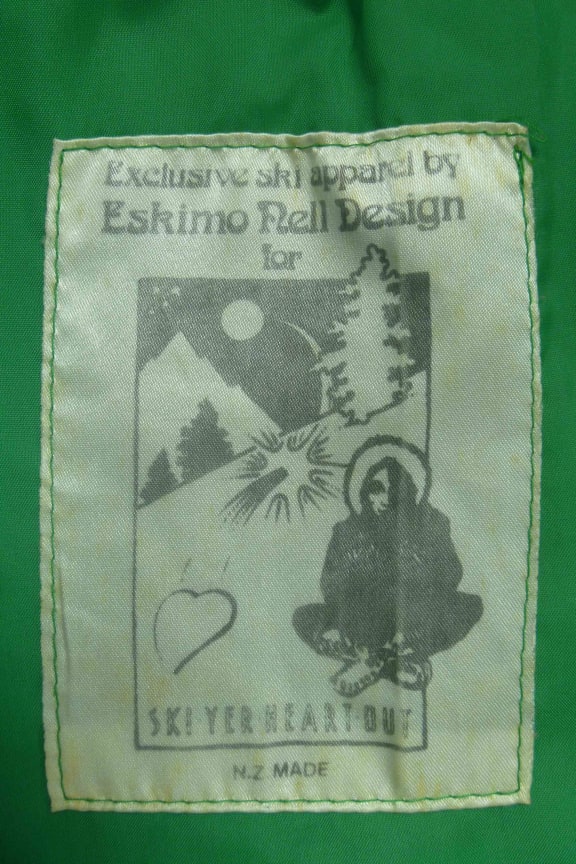 Exclusive ski apparel by
Eskimo Nell Design
for
SKI YER HEART OUT
N.Z MADE